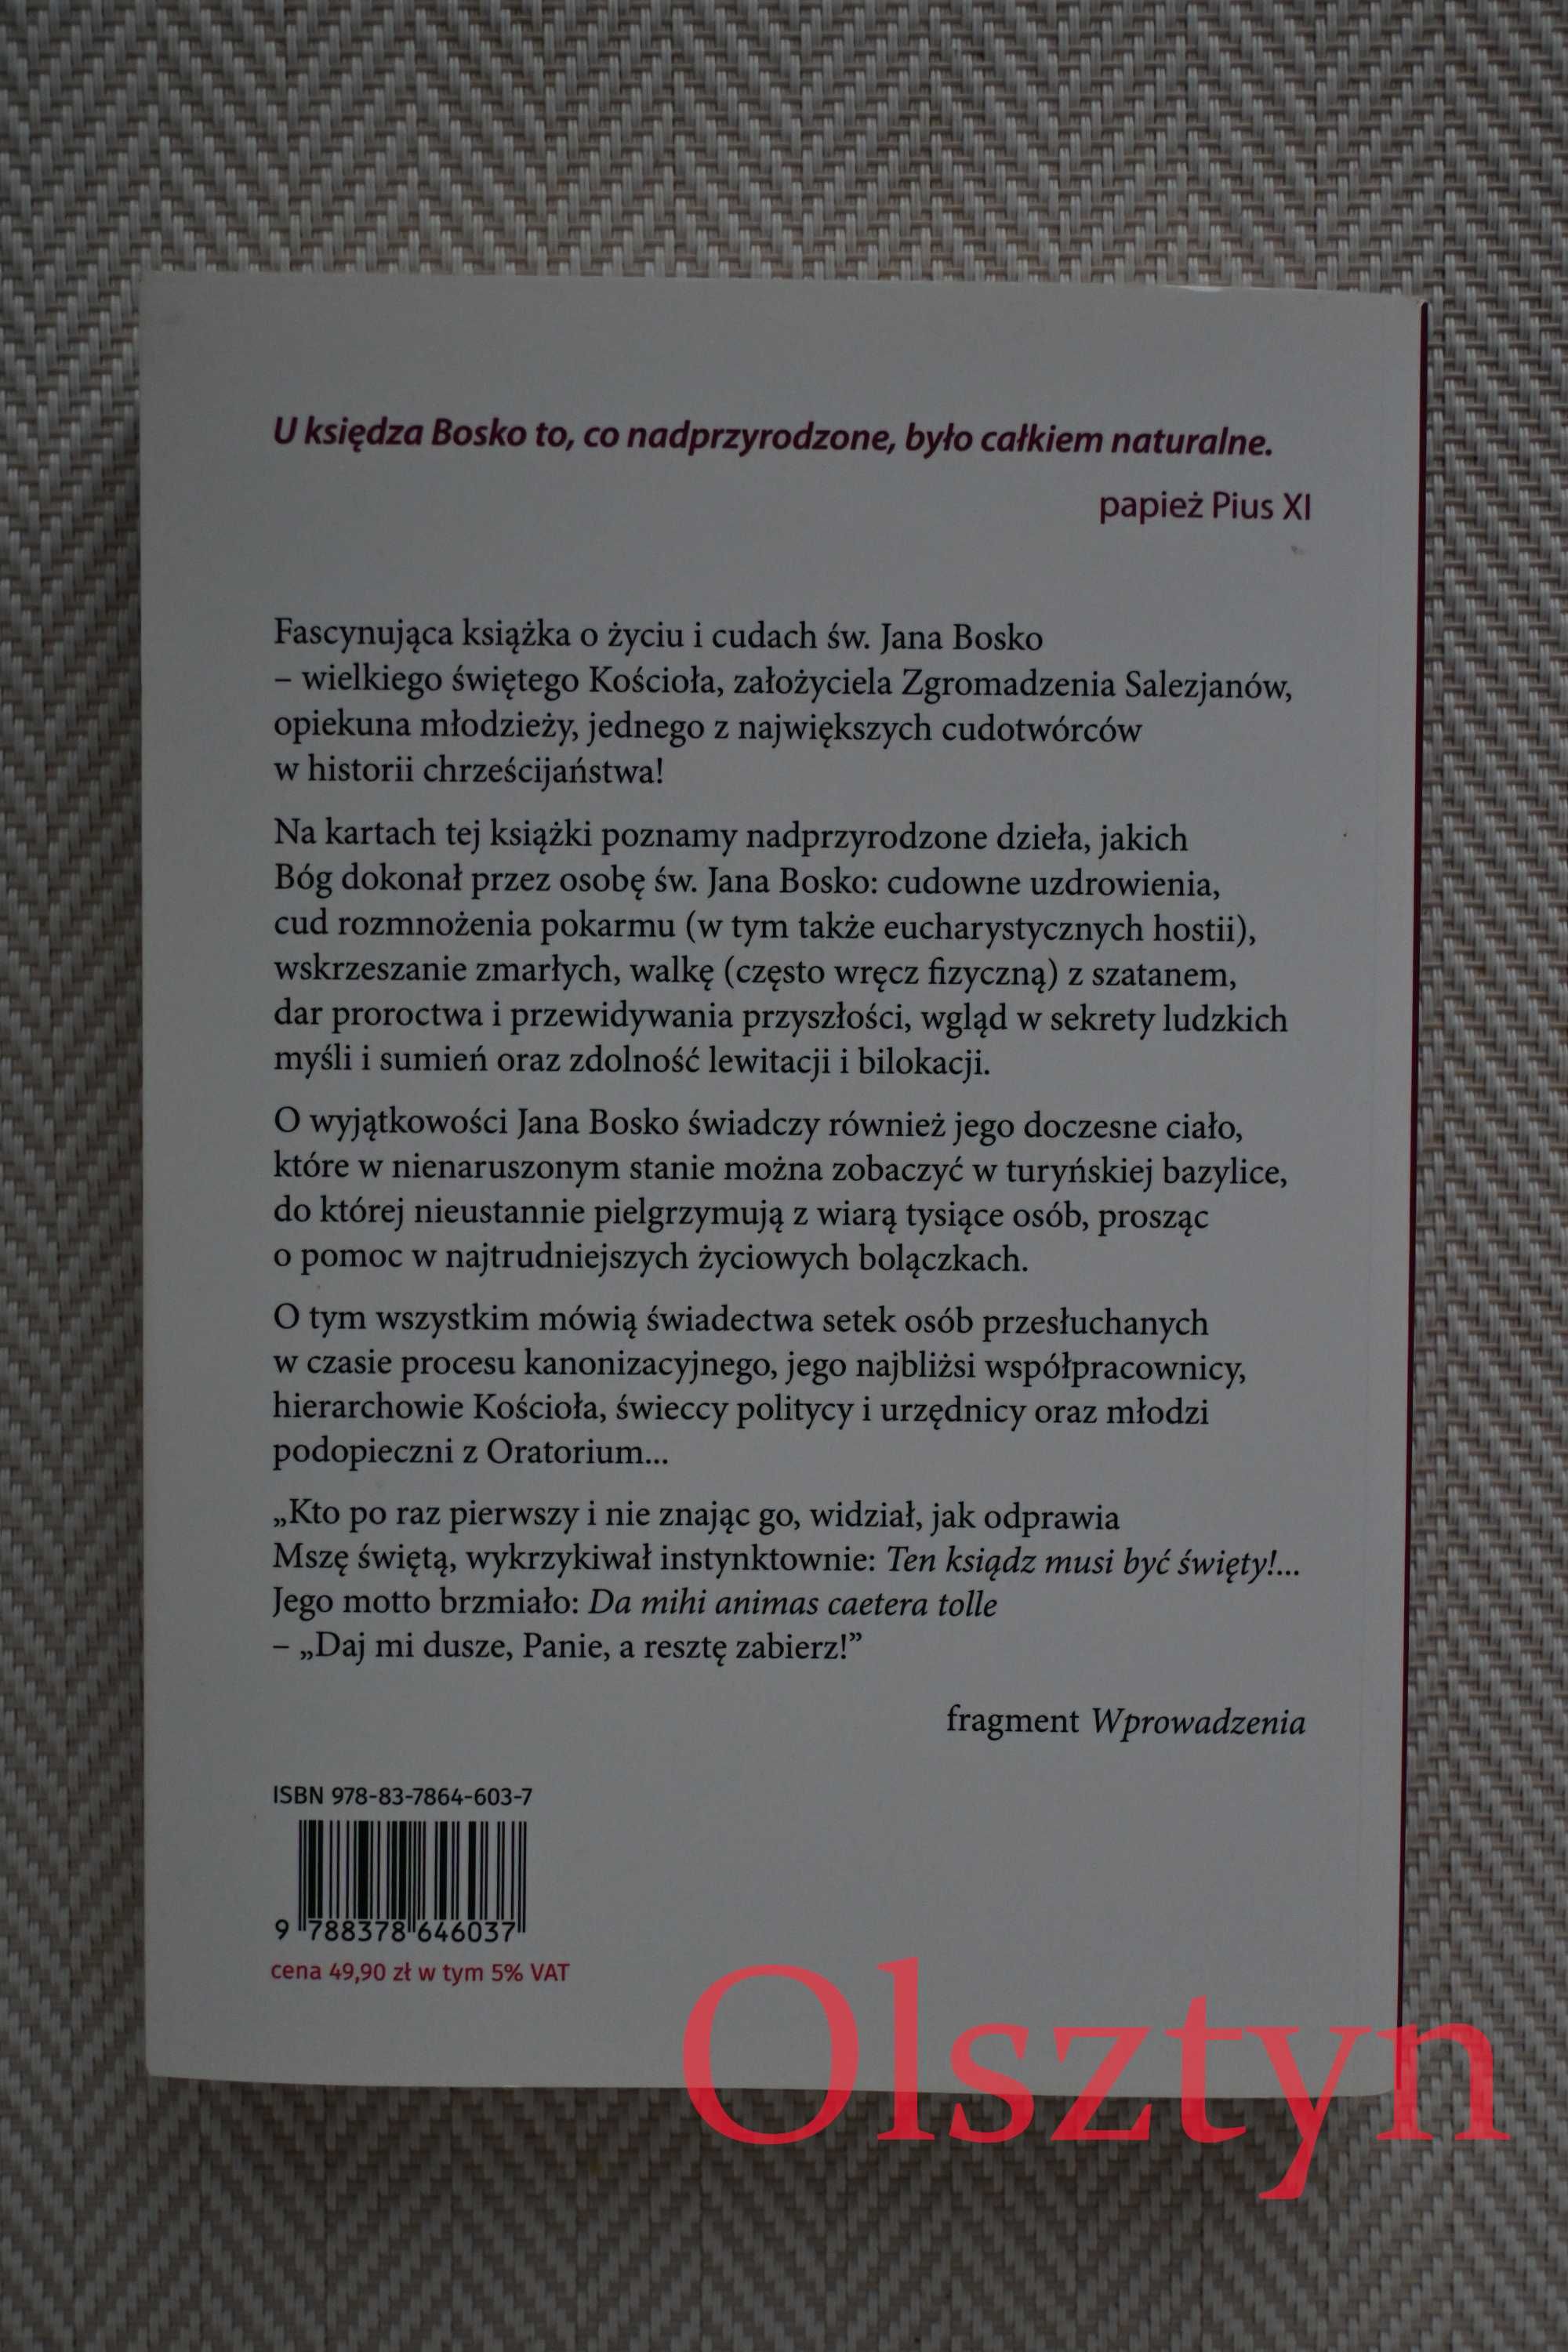 U księdza Bosko to, co nadprzyrodzone, było całkiem naturalne.
papież Pius XI
Fascynująca książka o życiu i cudach św. Jana Bosko
– wielkiego świętego Kościoła, założyciela Zgromadzenia Salezjanów,
opiekuna młodzieży, jednego z największych cudotwórców
w historii chrześcijaństwa!
Na kartach tej książki poznamy nadprzyrodzone dzieła, jakich
Bóg dokonał przez osobę św. Jana Bosko: cudowne uzdrowienia,
cud rozmnożenia pokarmu (w tym także eucharystycznych hostii),
wskrzeszanie zmarłych, walkę (często wręcz fizyczną) z szatanem,
dar proroctwa i przewidywania przyszłości, wgląd w sekrety ludzkich
myśli i sumień oraz zdolność lewitacji i bilokacji.
O wyjątkowości Jana Bosko świadczy również jego doczesne ciało,
które w nienaruszonym stanie można zobaczyć w turyńskiej bazylice,
do której nieustannie pielgrzymują z wiarą tysiące osób, prosząc
o pomoc w najtrudniejszych życiowych bolączkach.
O tym wszystkim mówią świadectwa setek osób przesłuchanych
w czasie procesu kanonizacyjnego, jego najbliżsi współpracownicy,
hierarchowie Kościoła, świeccy politycy i urzędnicy oraz młodzi
podopieczni z Oratorium...
„Kto po raz pierwszy i nie znając go, widział, jak odprawia
Mszę świętą, wykrzykiwał instynktownie: Ten ksiądz musi być święty!...
Jego motto brzmiało: Da mihi animas caetera tolle
– „Daj mi dusze, Panie, a resztę zabierz!”
fragment Wprowadzenia
ISBN 978-83-7864-603-7
9 788378 646037
cena 49,90 zł w tym 5% VAT
Olsztyn